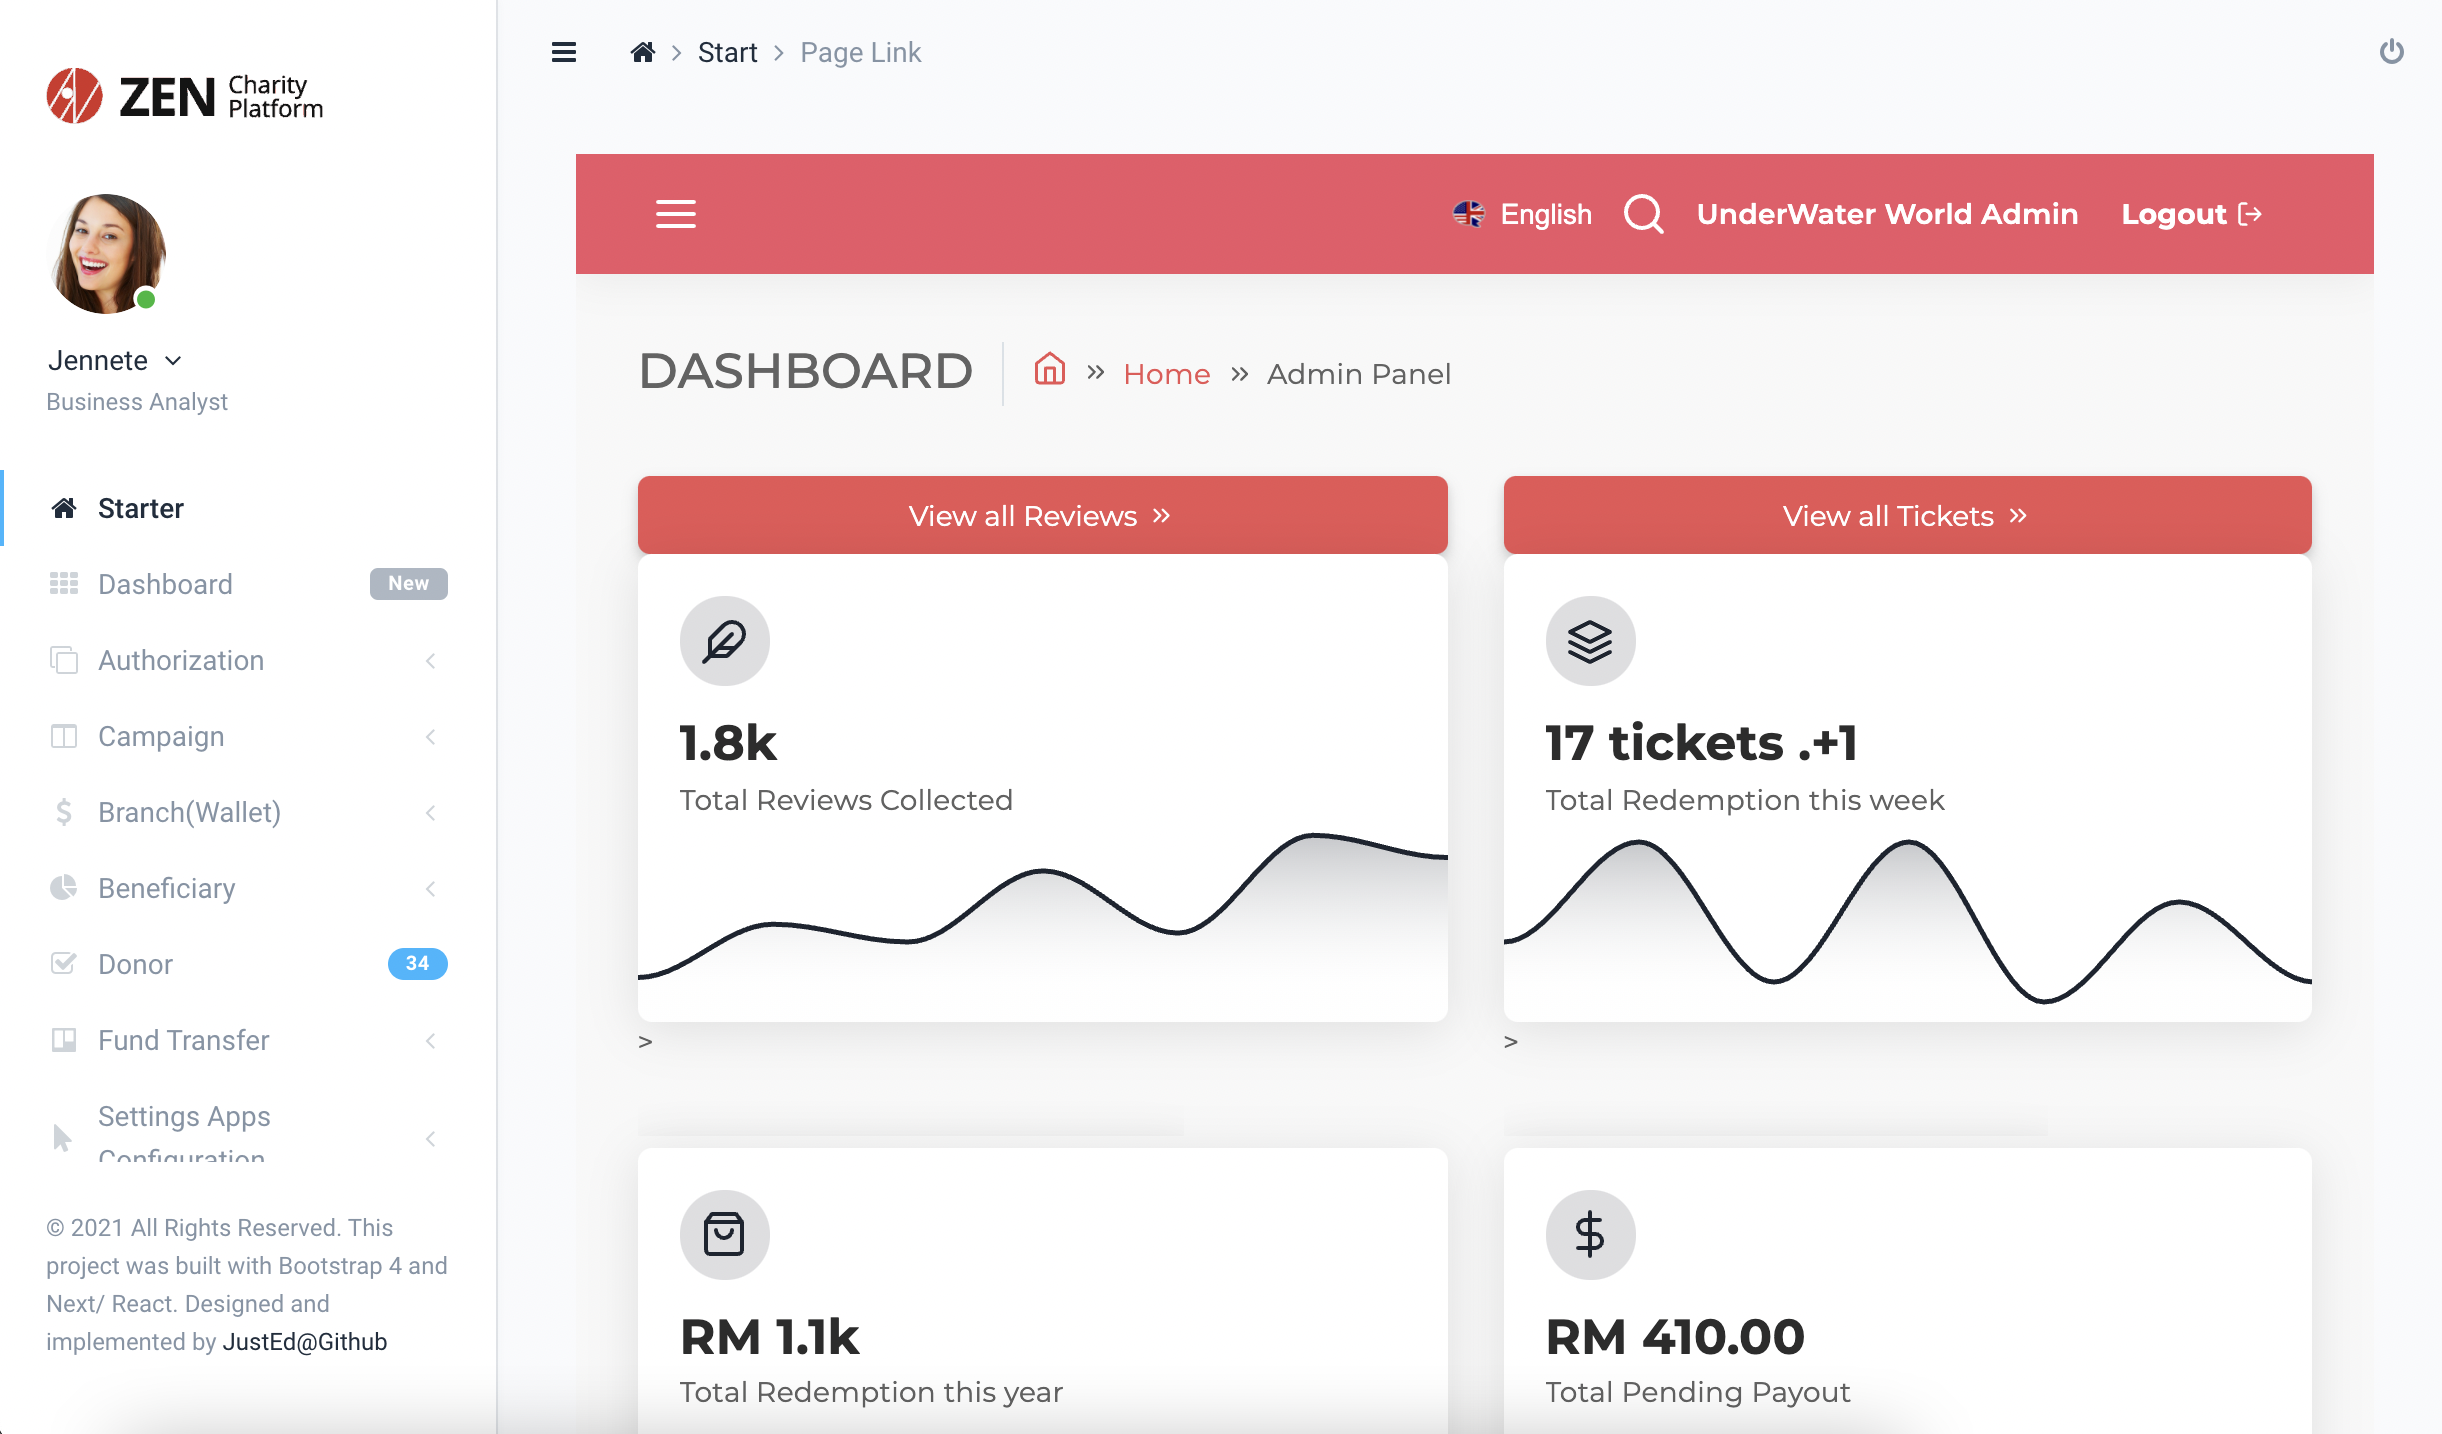 ZEN Charity
Platform
Jennete
Business Analyst
Starter
Dashboard New
Authorization
Campaign
Branch(Wallet)
Beneficiary
Donor 34
Fund Transfer
Settings Apps
Configuration
© 2021 All Rights Reserved. This
project was built with Bootstrap 4 and
Next/ React. Designed and
implemented by JustEd@Github
Start > Page Link
English UnderWater World Admin Logout
DASHBOARD » Home » Admin Panel
View all Reviews »
1.8k
Total Reviews Collected
>
View all Tickets »
17 tickets .+1
Total Redemption this week
>
RM 1.1k
Total Redemption this year
RM 410.00
Total Pending Payout